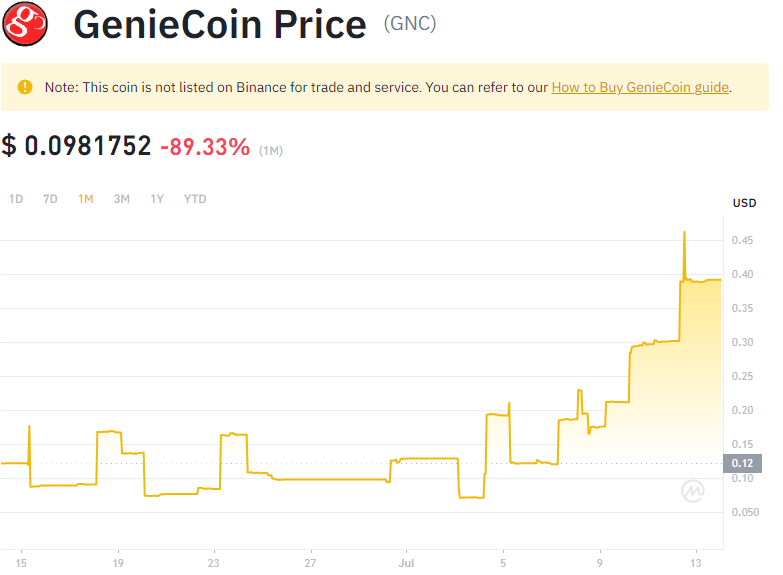 GenieCoin Price (GNC)
Note: This coin is not listed on Binance for trade and service. You can refer to our How to Buy GenieCoin guide.
$ 0.0981752 -89.33% (1M)
1D 7D 1M 3M 1Y YTD
USD
0.45
0.40
0.35
0.30
0.25
0.20
0.15
0.12
0.10
0.050
15 19 23 27 Jul 5 9 13